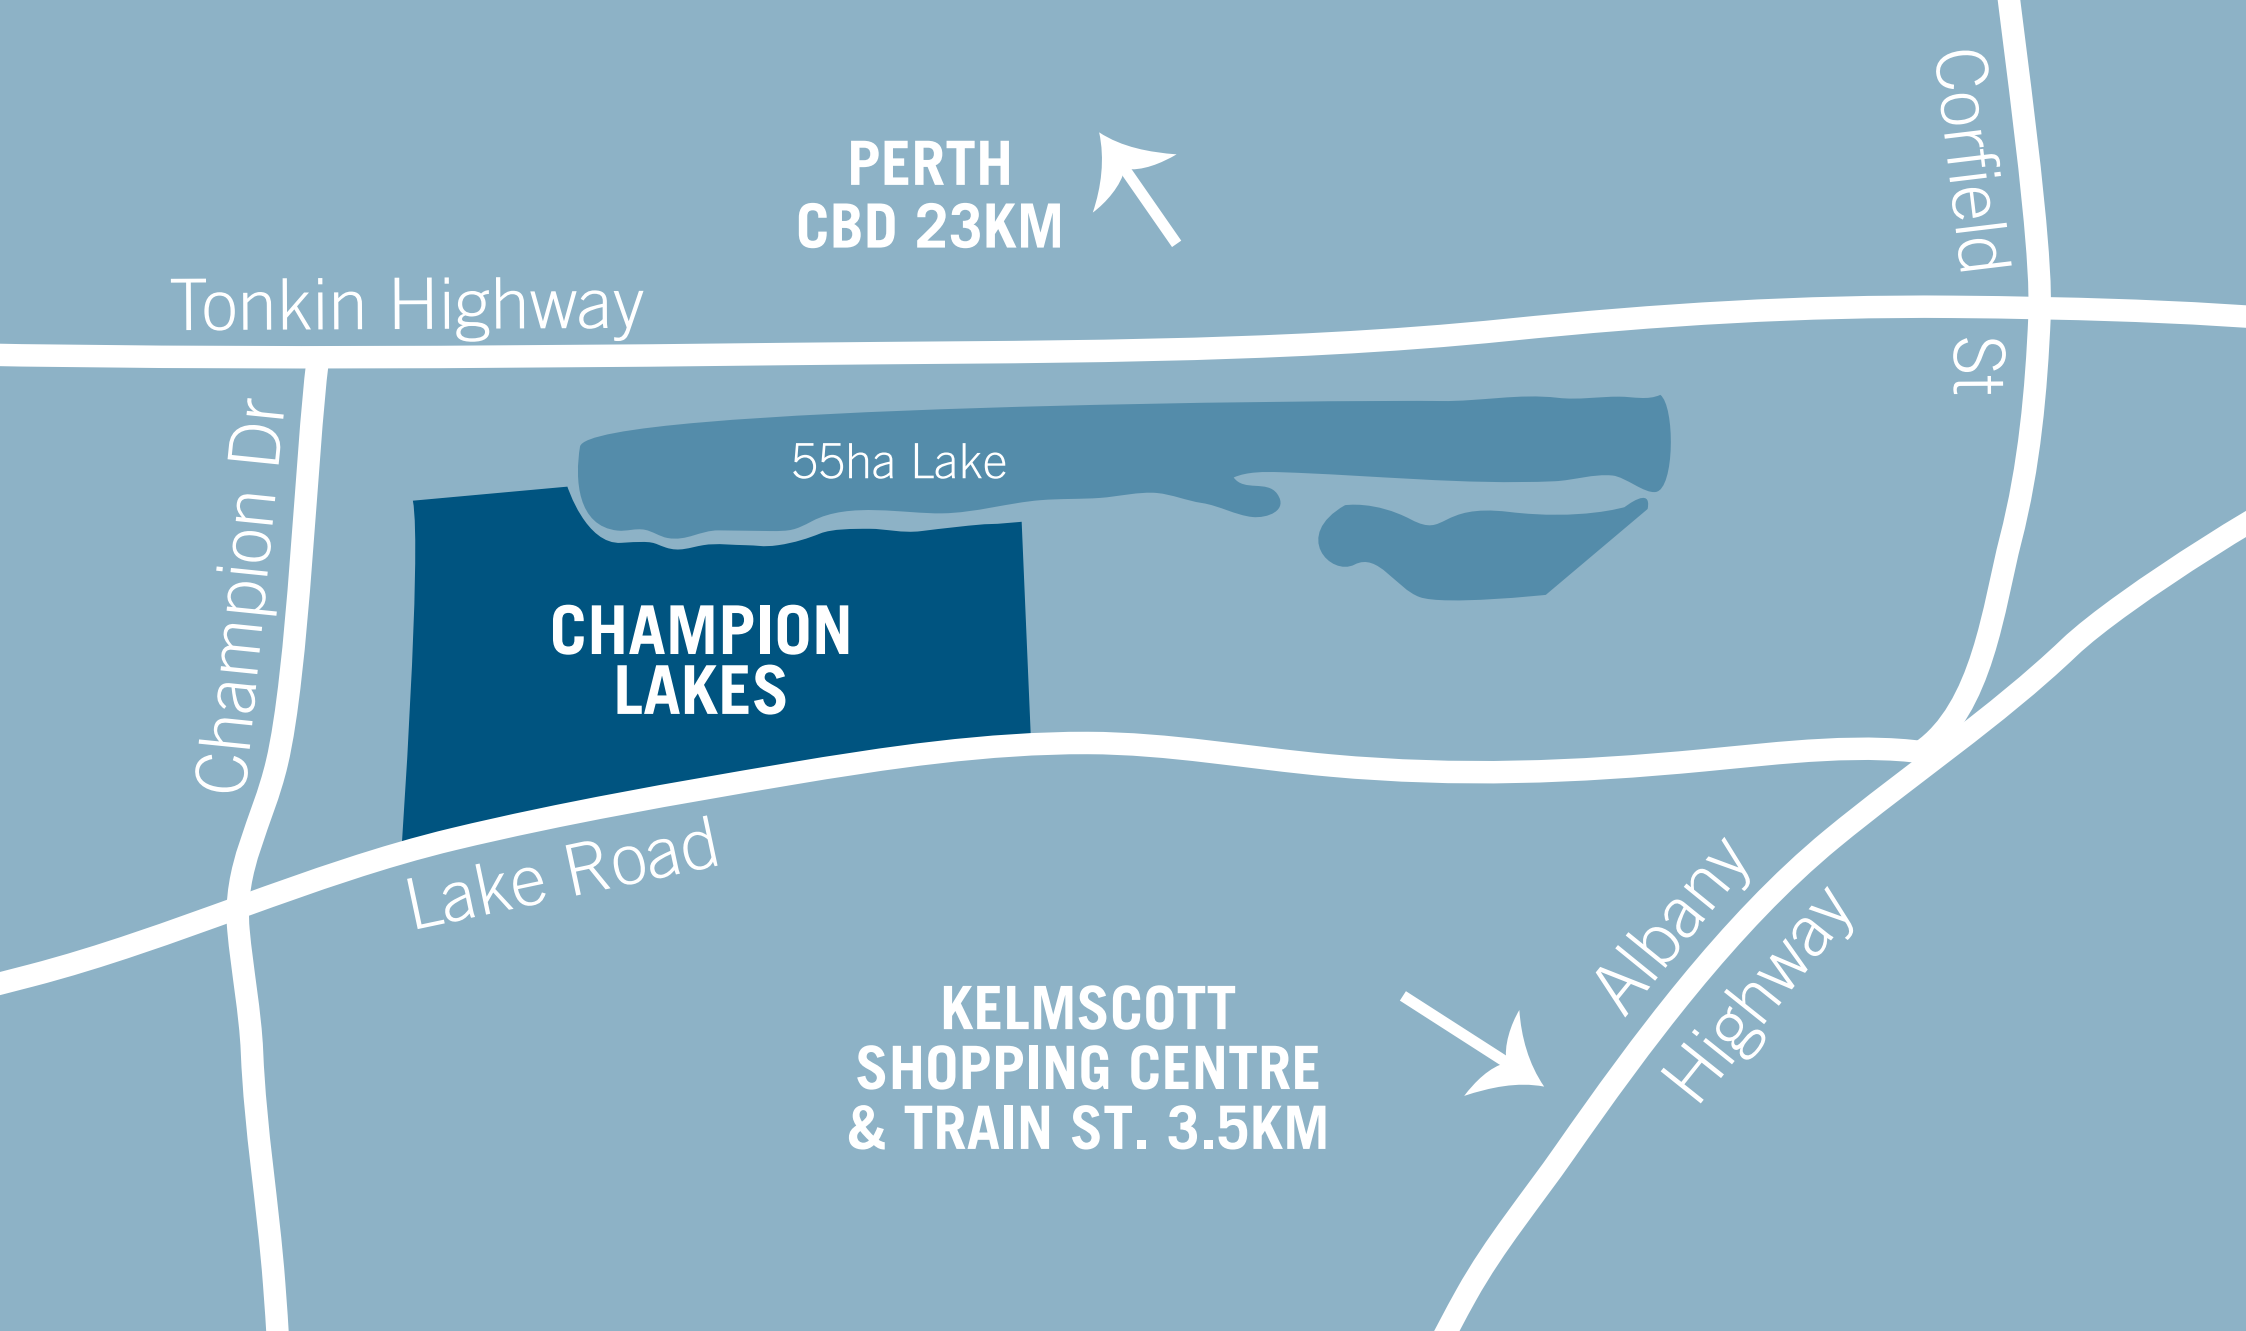 PERTH
CBD 23KM
Corfield St
Tonkin Highway
Champion Dr
55ha Lake
CHAMPION
LAKES
Lake Road
Albany
Highway
KELMSCOTT
SHOPPING CENTRE
& TRAIN ST. 3.5KM